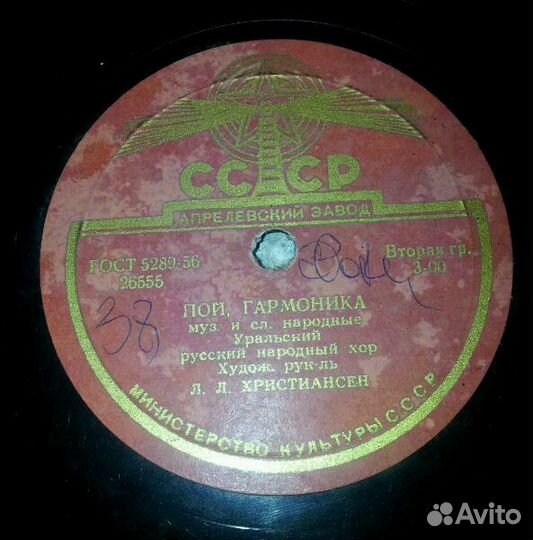 СССР
АПРЕЛЕВСКИЙ ЗАВОД
ГОСТ 5289-56
26555
Вторая гр.
3-00
38
ПОЙ, ГАРМОНИКА
муз. и сл. народные
Уральский
русский народный хор
Худож. рук-ль
Л. Л. ХРИСТИАНСЕН
МИНИСТЕРСТВО КУЛЬТУРЫ СССР
Avito